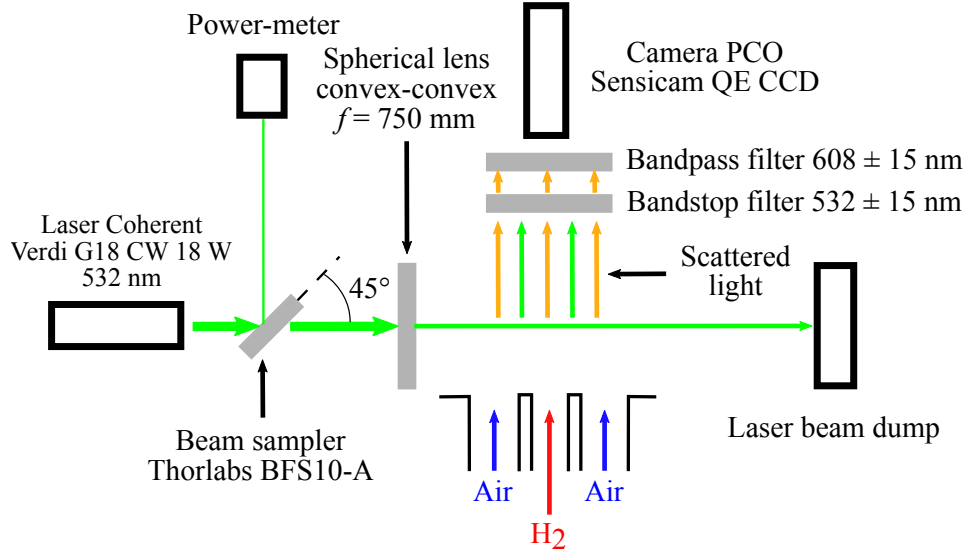 Power-meter
Spherical lens
convex-convex
f = 750 mm
Camera PCO
Sensicam QE CCD
Bandpass filter 608 ± 15 nm
Bandstop filter 532 ± 15 nm
Laser Coherent
Verdi G18 CW 18 W
532 nm
45°
Scattered
light
Beam sampler
Thorlabs BFS10-A
Laser beam dump
Air
Air
H2